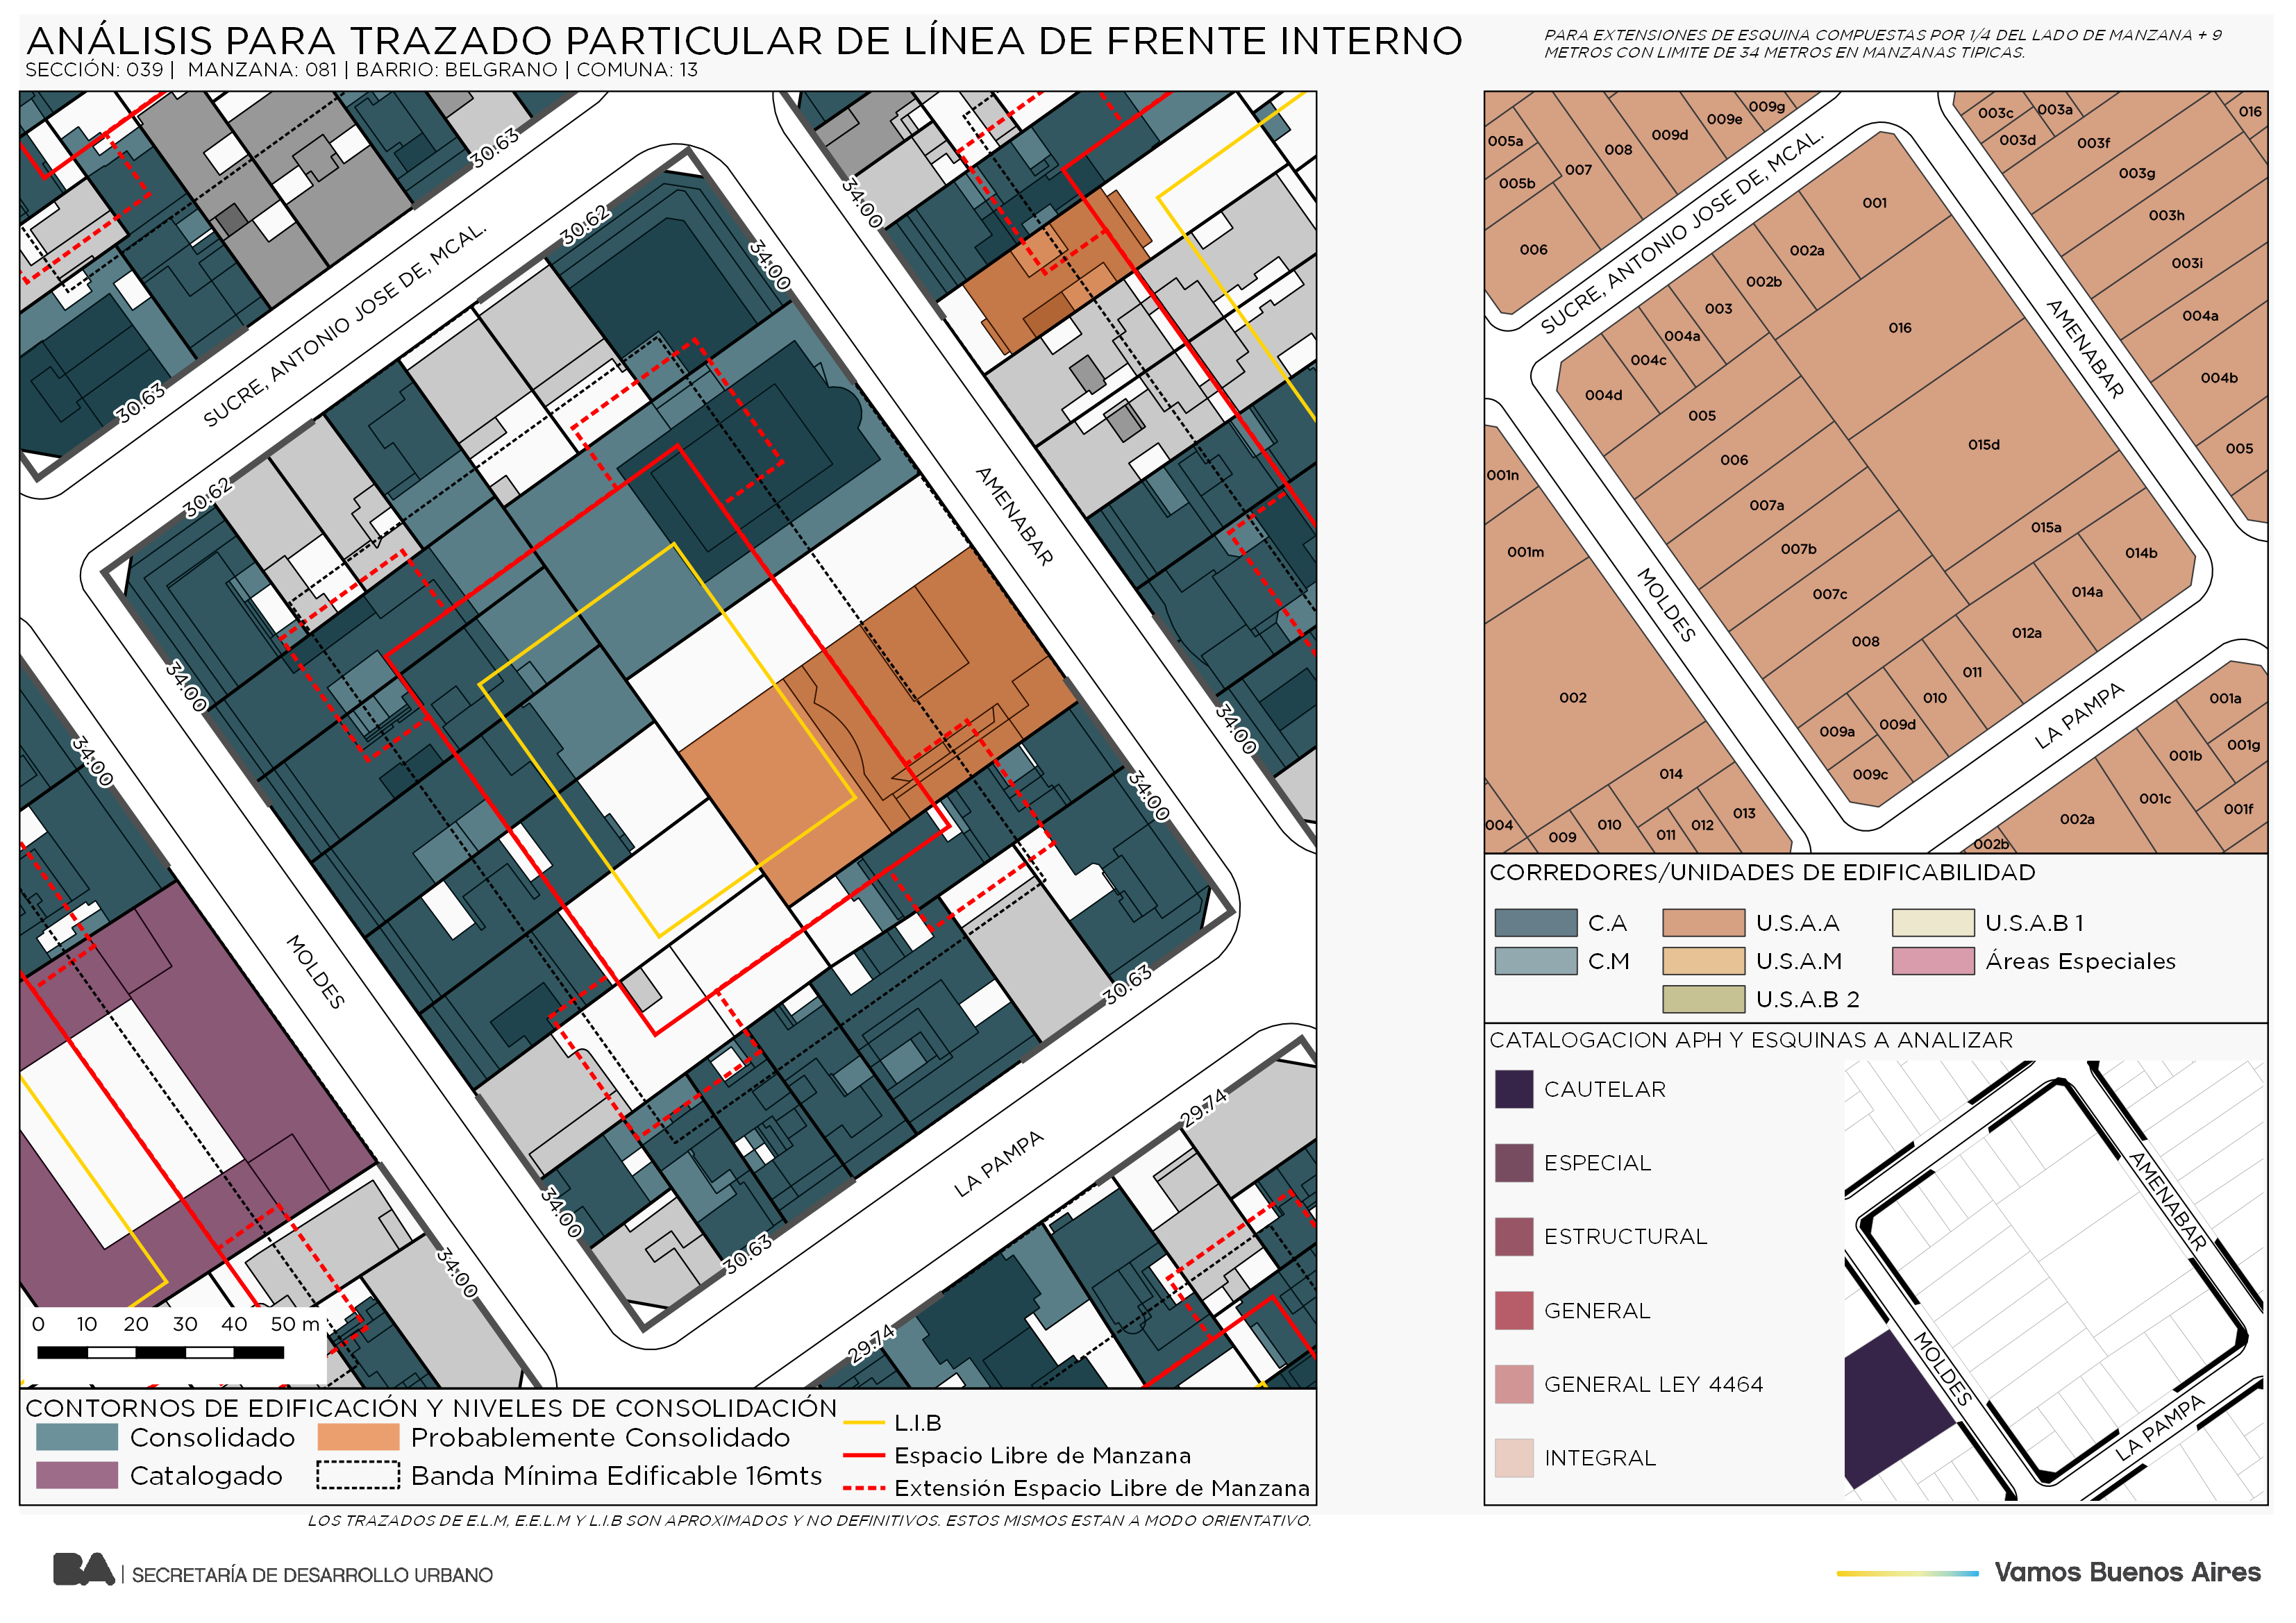 ANÁLISIS PARA TRAZADO PARTICULAR DE LÍNEA DE FRENTE INTERNO
SECCIÓN: 039 | MANZANA: 081 | BARRIO: BELGRANO | COMUNA: 13
PARA EXTENSIONES DE ESQUINA COMPUESTAS POR 1/4 DEL LADO DE MANZANA + 9
METROS CON LIMITE DE 34 METROS EN MANZANAS TIPICAS.
30.63
34.00
30.62
34.00
SUCRE, ANTONIO JOSE DE, MCAL.
30.63
30.62
AMENABAR
34.00
34.00
34.00
34.00
MOLDES
30.63
29.74
LA PAMPA
34.00
30.63
34.00
29.74
0 10 20 30 40 50 m
CONTORNOS DE EDIFICACIÓN Y NIVELES DE CONSOLIDACIÓN
Consolidado
Probablemente Consolidado
Catalogado
Banda Mínima Edificable 16mts
L.I.B
Espacio Libre de Manzana
Extensión Espacio Libre de Manzana
LOS TRAZADOS DE E.L.M, E.E.L.M Y L.I.B SON APROXIMADOS Y NO DEFINITIVOS. ESTOS MISMOS ESTAN A MODO ORIENTATIVO.
005a
005b
006
007
008
009d
009e
009g
003c
003a
003d
003f
016
003g
003h
003i
004a
004b
005
SUCRE, ANTONIO JOSE DE, MCAL.
AMENABAR
001
002a
002b
003
004a
004c
004d
016
005
006
015d
007a
007b
007c
008
015a
014b
014a
012a
011
010
009d
009a
009c
MOLDES
LA PAMPA
001n
001m
002
014
013
012
011
010
009
004
001a
001g
001b
001c
001f
002a
002b
CORREDORES/UNIDADES DE EDIFICABILIDAD
C.A
U.S.A.A
U.S.A.B 1
C.M
U.S.A.M
Áreas Especiales
U.S.A.B 2
CATALOGACION APH Y ESQUINAS A ANALIZAR
CAUTELAR
ESPECIAL
ESTRUCTURAL
GENERAL
GENERAL LEY 4464
INTEGRAL
AMENABAR
MOLDES
LA PAMPA
BA | SECRETARÍA DE DESARROLLO URBANO
Vamos Buenos Aires